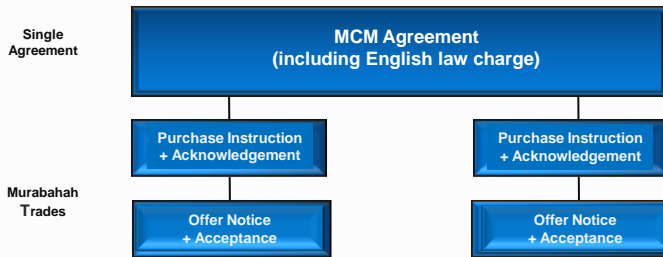 Single
Agreement
MCM Agreement
(including English law charge)
Purchase Instruction
+ Acknowledgement
Purchase Instruction
+ Acknowledgement
Murabahah
Trades
Offer Notice
+ Acceptance
Offer Notice
+ Acceptance